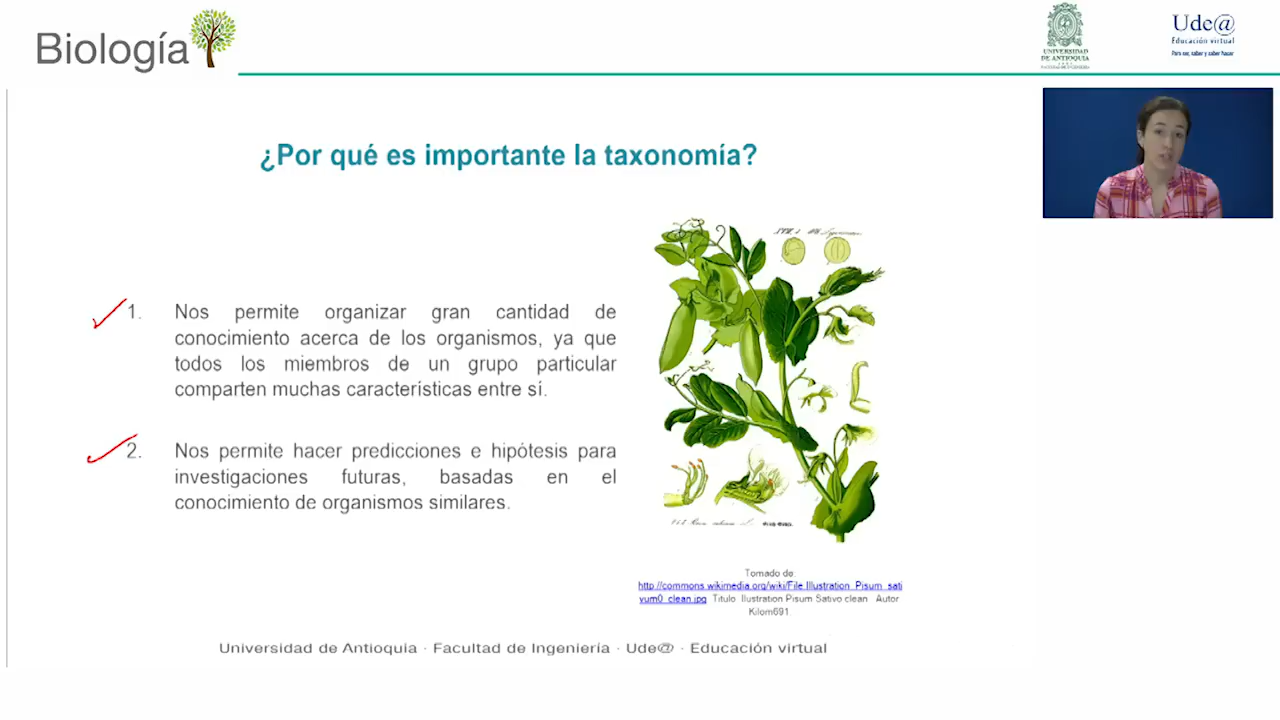 Biología
UNIVERSIDAD
DE ANTIOQUIA
Ude@
Educación virtual
Para ser, saber y saber hacer
¿Por qué es importante la taxonomía?
1. Nos permite organizar gran cantidad de
conocimiento acerca de los organismos, ya que
todos los miembros de un grupo particular
comparten muchas características entre sí.
2. Nos permite hacer predicciones e hipótesis para
investigaciones futuras, basadas en el
conocimiento de organismos similares.
Tomado de:
http://commons.wikimedia.org/wiki/File:Illustration_Pisum_sati
vum0_clean.jpg Titulo Ilustration Pisum Sativo clean Autor
Kilom691.
Universidad de Antioquia · Facultad de Ingeniería · Ude@ · Educación virtual